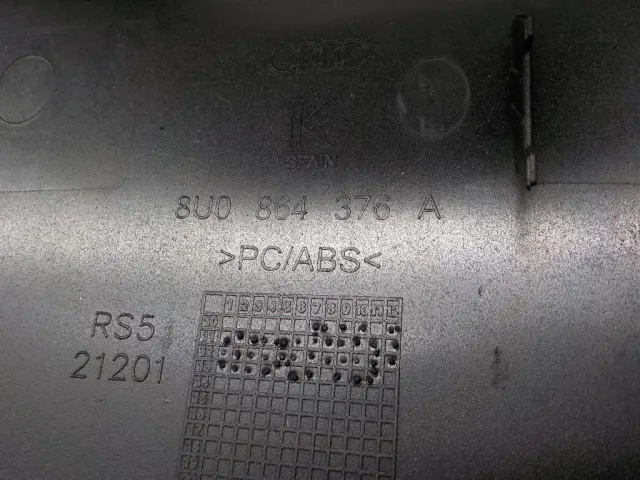 K
SPAIN
8U0 864 376 A
>PC/ABS<
RS5
21201